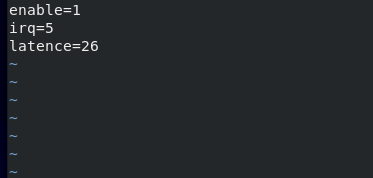 enable=1
irq=5
latence=26
~
~
~
~
~
~
~